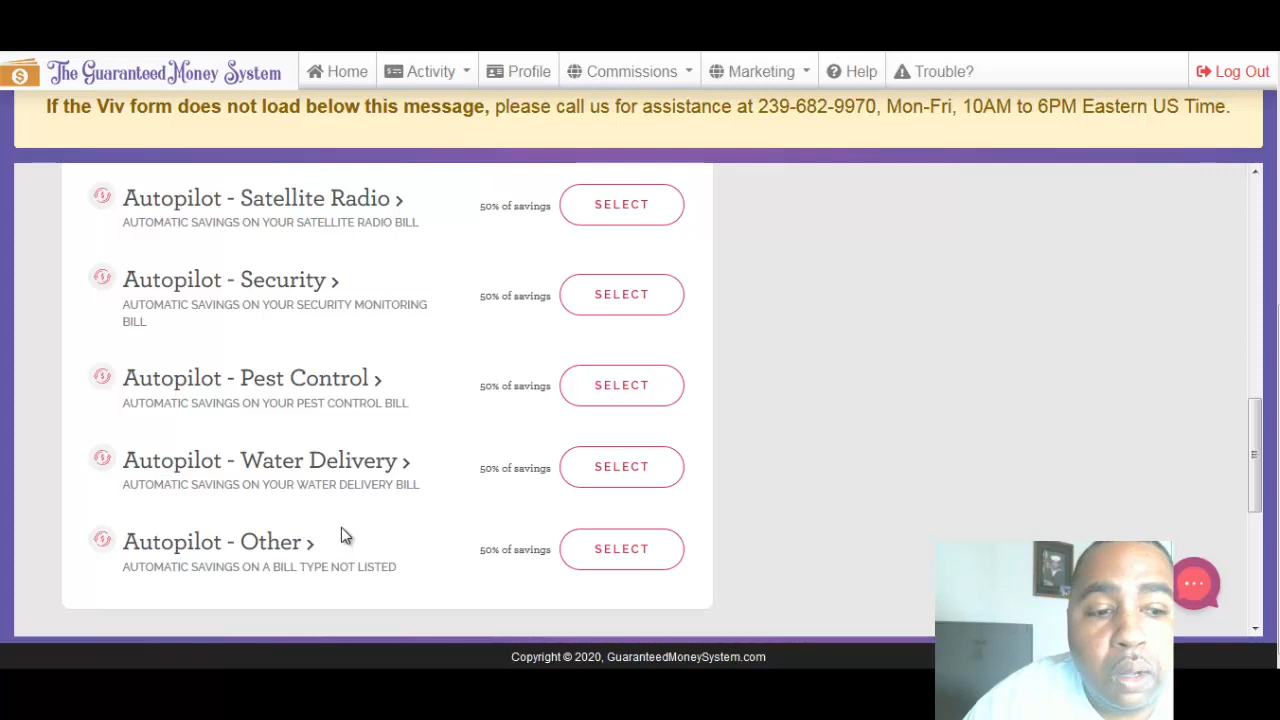 The Guaranteed Money System
Home
Activity
Profile
Commissions
Marketing
Help
Trouble?
Log Out
If the Viv form does not load below this message, please call us for assistance at 239-682-9970, Mon-Fri, 10AM to 6PM Eastern US Time.
Autopilot - Satellite Radio >
AUTOMATIC SAVINGS ON YOUR SATELLITE RADIO BILL
50% of savings
SELECT
Autopilot - Security >
AUTOMATIC SAVINGS ON YOUR SECURITY MONITORING
BILL
50% of savings
SELECT
Autopilot - Pest Control >
AUTOMATIC SAVINGS ON YOUR PEST CONTROL BILL
50% of savings
SELECT
Autopilot - Water Delivery >
AUTOMATIC SAVINGS ON YOUR WATER DELIVERY BILL
50% of savings
SELECT
Autopilot - Other >
AUTOMATIC SAVINGS ON A BILL TYPE NOT LISTED
50% of savings
SELECT
Copyright © 2020, GuaranteedMoneySystem.com